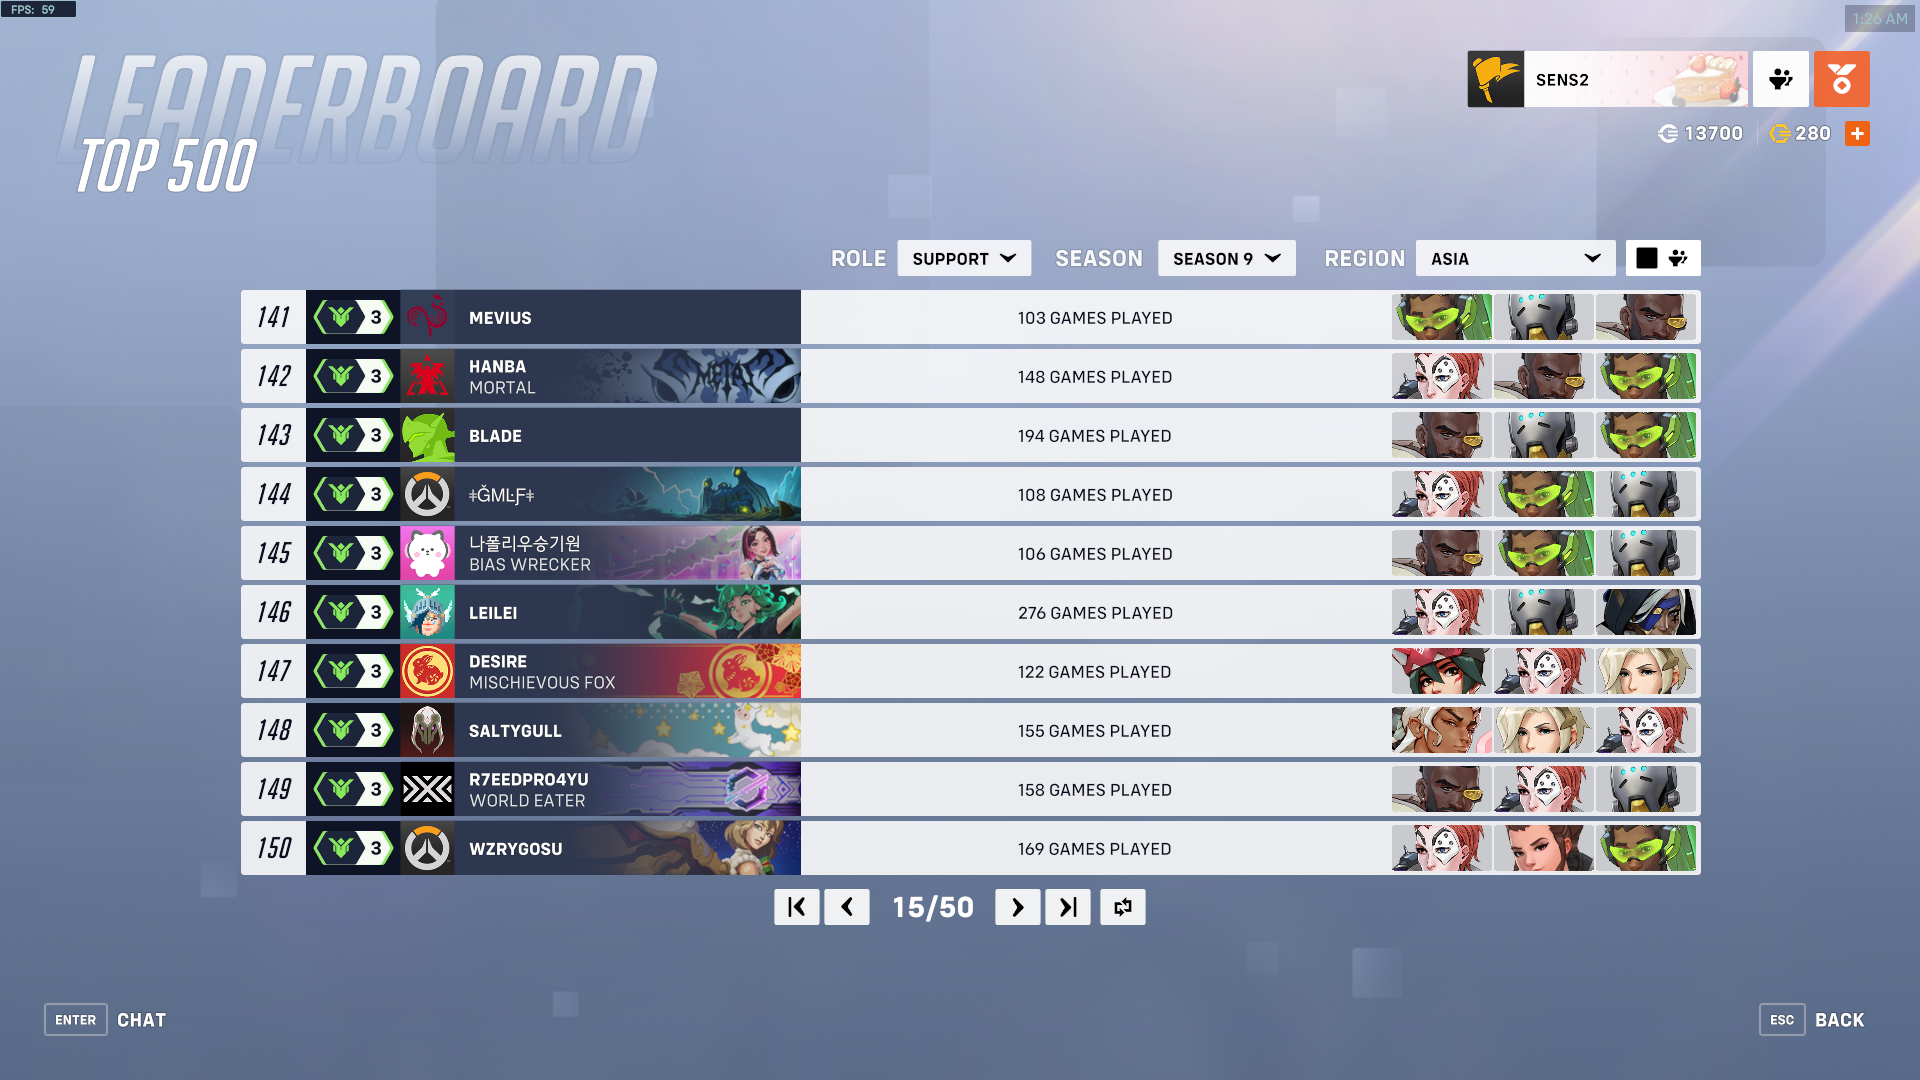 FPS: 59
1:26 AM
LEADERBOARD
TOP 500
SENS2
13700
280
ROLE SUPPORT SEASON SEASON 9 REGION ASIA
141 3 MEVIUS 103 GAMES PLAYED
142 3 HANBA MORTAL 148 GAMES PLAYED
143 3 BLADE 194 GAMES PLAYED
144 3 108 GAMES PLAYED
145 3 나폴리우승기원 BIAS WRECKER 106 GAMES PLAYED
146 3 LEILEI 276 GAMES PLAYED
147 3 DESIRE MISCHIEVOUS FOX 122 GAMES PLAYED
148 3 SALTYGULL 155 GAMES PLAYED
149 3 R7EEDPRO4YU WORLD EATER 158 GAMES PLAYED
150 3 WZRYGOSU 169 GAMES PLAYED
15/50
ENTER CHAT
ESC BACK